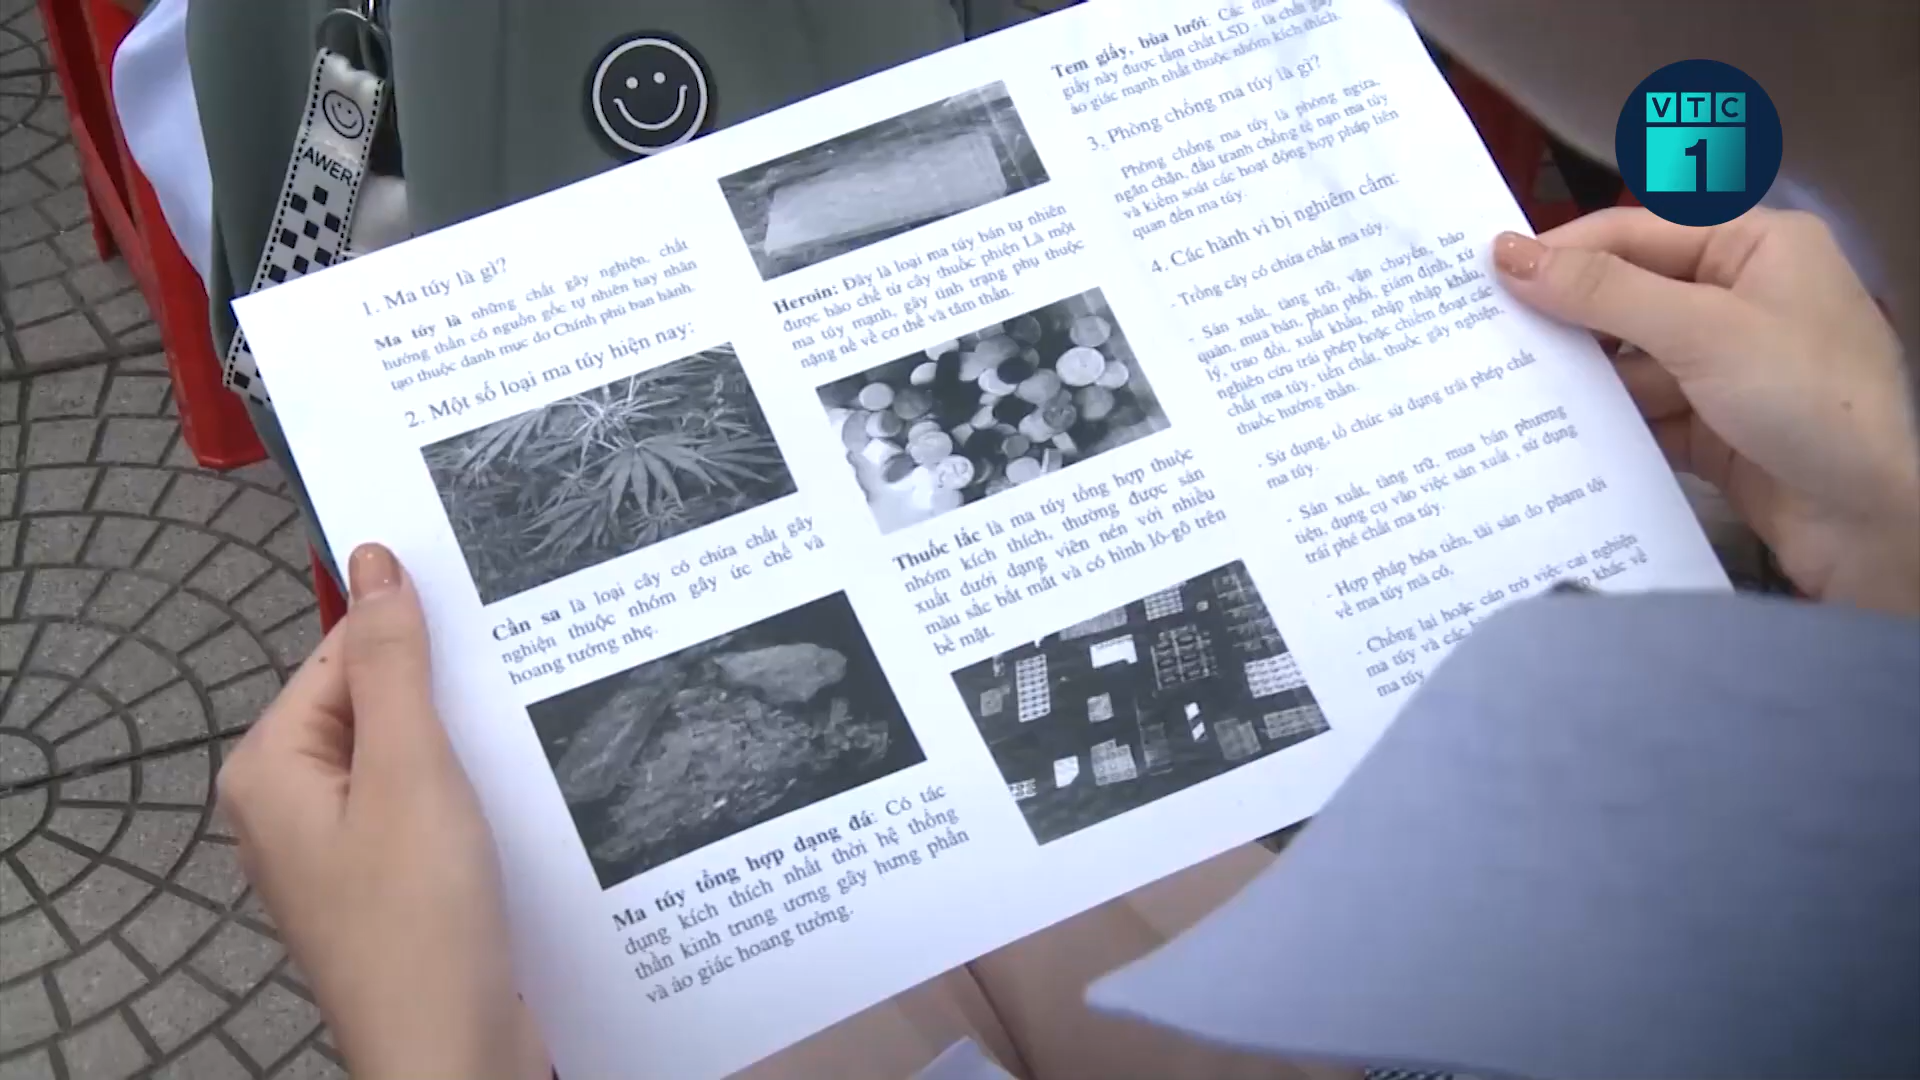 VTC
1
AWER
1. Ma túy là gì?
Ma túy là những chất gây nghiện, chất
hướng thần có nguồn gốc tự nhiên hay nhân
tạo thuộc danh mục do Chính phủ ban hành.
2. Một số loại ma túy hiện nay:
Cần sa là loại cây có chứa chất gây
nghiện thuộc nhóm gây ức chế và
hoang tưởng nhẹ.
Ma túy tổng hợp dạng đá: Có tác
dụng kích thích nhất thời hệ thống
thần kinh trung ương gây hưng phấn
và ảo giác hoang tưởng.
Heroin: Đây là loại ma túy bán tự nhiên
được bào chế từ cây thuốc phiện Là một
ma túy mạnh, gây tình trạng phụ thuộc
nặng nề về cơ thể và tâm thần.
Thuốc lắc là ma túy tổng hợp thuộc
nhóm kích thích, thường được sản
xuất dưới dạng viên nén với nhiều
màu sắc bắt mắt và có hình lô-gô trên
bề mặt.
Tem giấy, bùa lưỡi: Các
giấy này được tẩm chất LSD - là chất gây
ảo giác mạnh nhất thuộc nhóm kích thích.
3. Phòng chống ma túy là gì?
Phòng chống ma túy là phòng ngừa,
ngăn chặn, đấu tranh chống tệ nạn ma túy
và kiểm soát các hoạt động hợp pháp liên
quan đến ma túy.
4. Các hành vi bị nghiêm cấm:
- Trồng cây có chứa chất ma túy.
- Sản xuất, tàng trữ, vận chuyển, bảo
quản, mua bán, phân phối, giám định, xử
lý, trao đổi, xuất khẩu, nhập nhập khẩu,
nghiên cứu trái phép hoặc chiếm đoạt các
chất ma túy, tiền chất, thuốc gây nghiện,
thuốc hướng thần.
- Sử dụng, tổ chức sử dụng trái phép chất
ma túy.
- Sản xuất, tàng trữ, mua bán phương
tiện, dụng cụ vào việc sản xuất , sử dụng
trái phé chất ma túy.
- Hợp pháp hóa tiền, tài sản do phạm tội
về ma túy mà có.
- Chống lại hoặc cản trở việc cai nghiện
ma túy và các khác về
ma túy